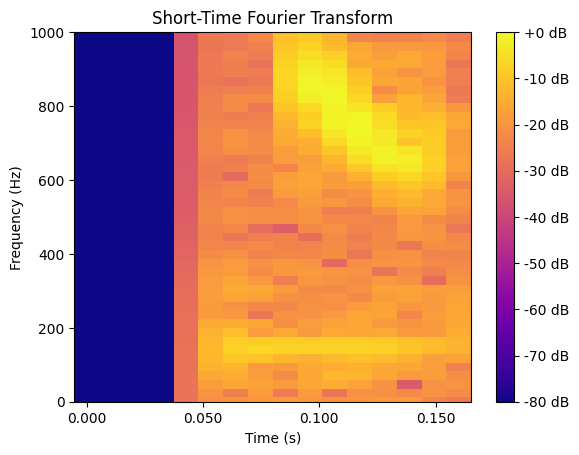 Short-Time Fourier Transform
1000
800
600
400
200
0
Frequency (Hz)
0.000
0.050
0.100
0.150
Time (s)
+0 dB
-10 dB
-20 dB
-30 dB
-40 dB
-50 dB
-60 dB
-70 dB
-80 dB